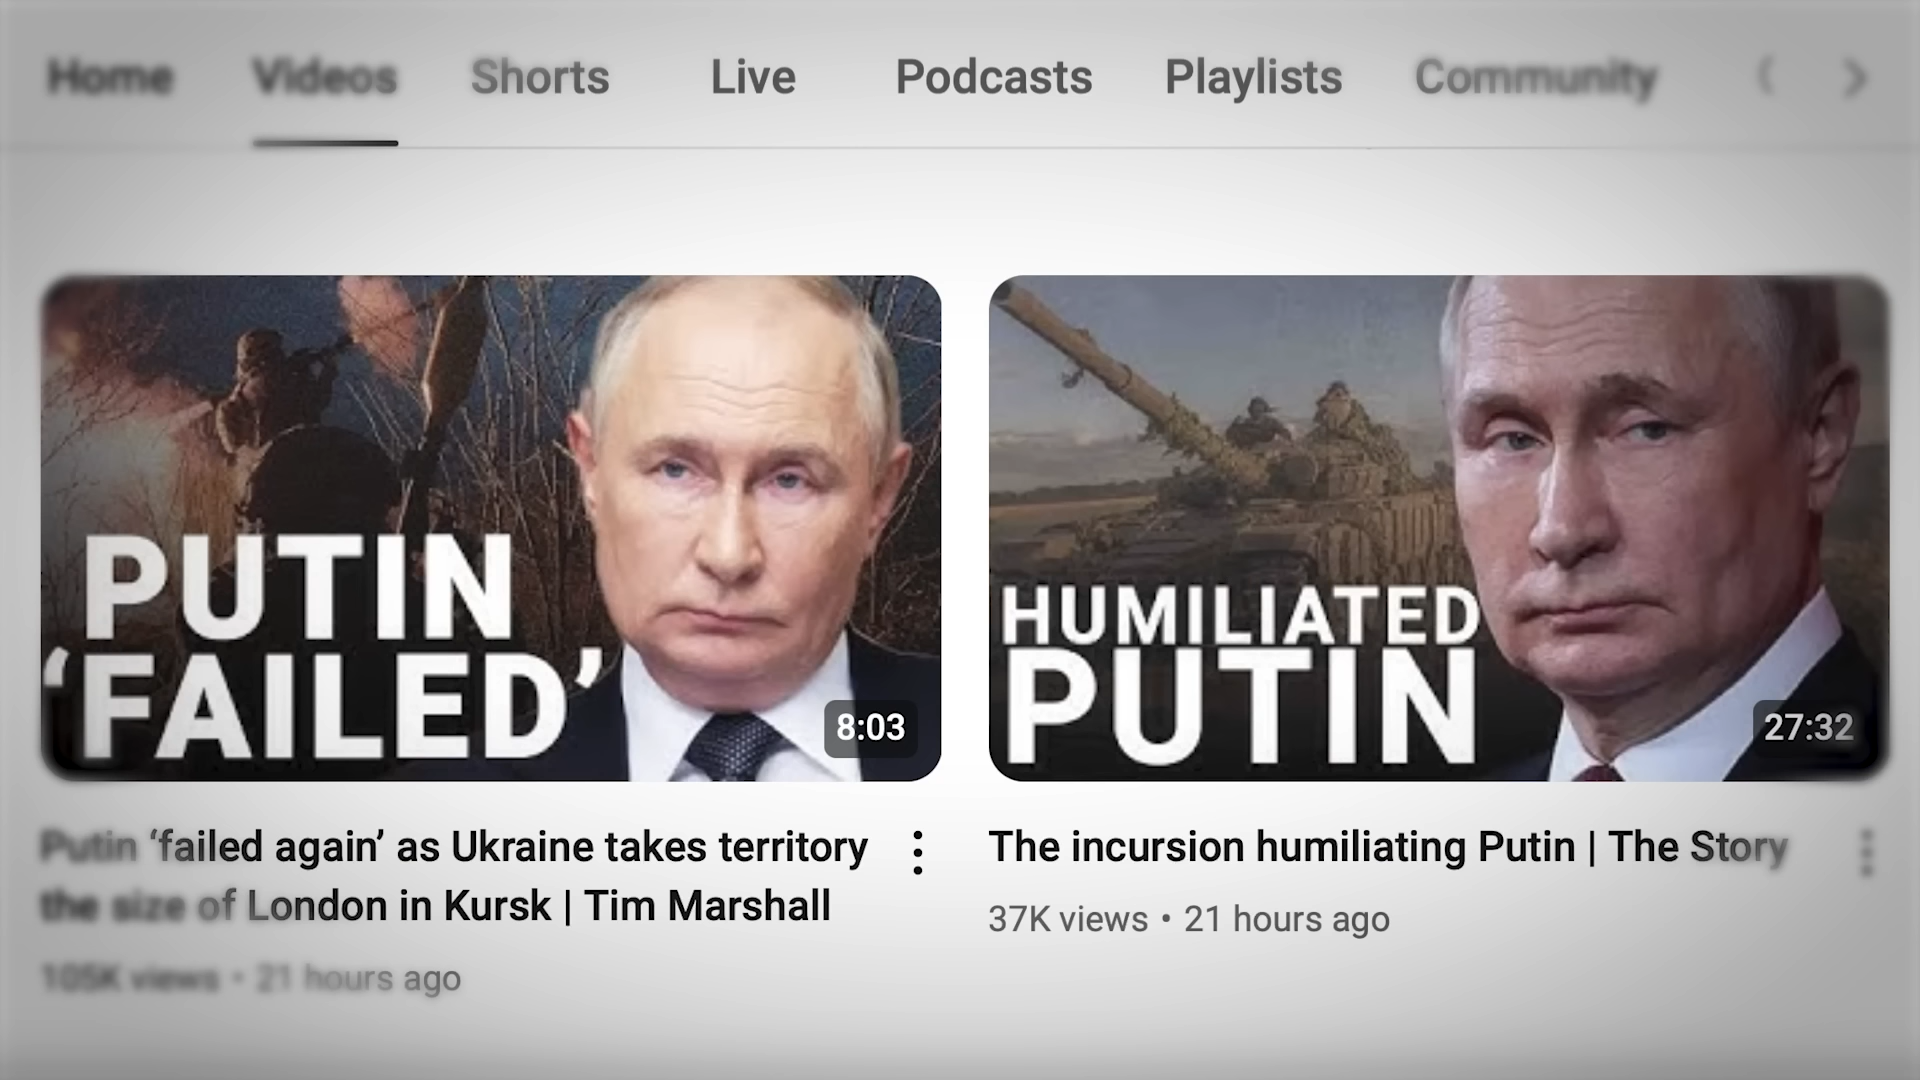 Home Videos Shorts Live Podcasts Playlists Community
PUTIN
‘FAILED’
8:03
HUMILIATED
PUTIN
27:32
Putin ‘failed again’ as Ukraine takes territory
the size of London in Kursk | Tim Marshall
105K views • 21 hours ago
The incursion humiliating Putin | The Story
37K views • 21 hours ago